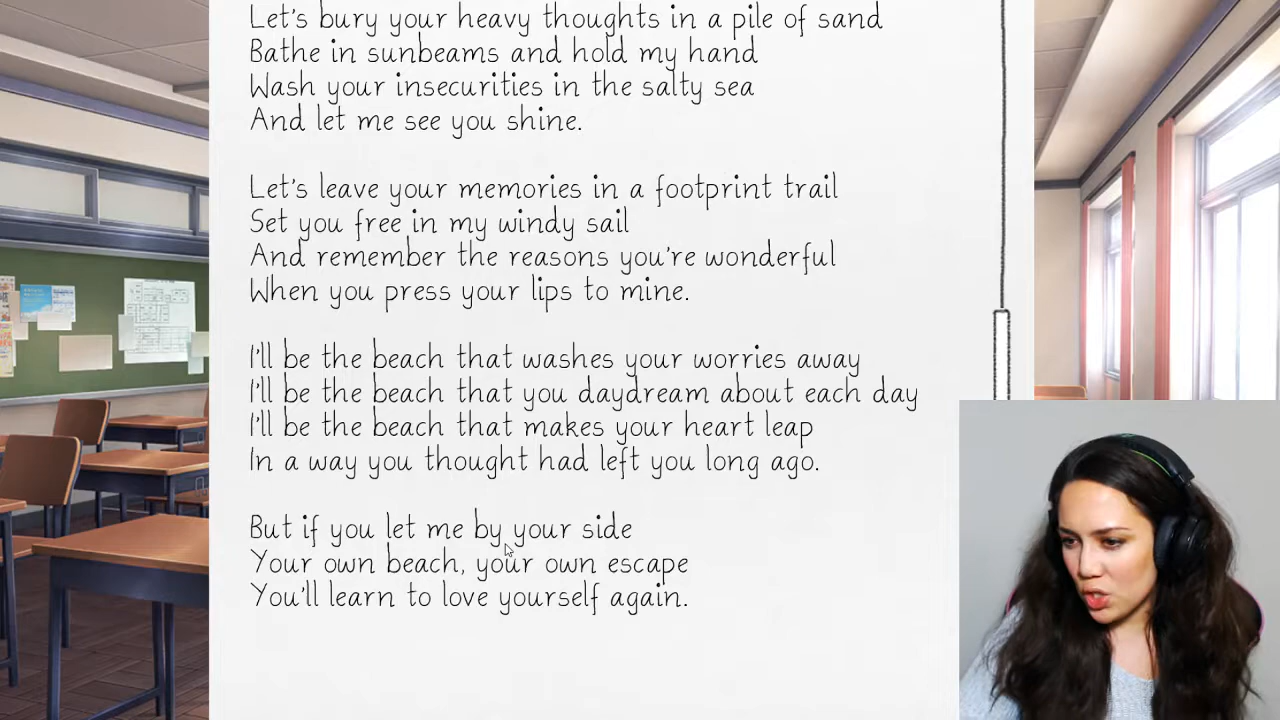 Let's bury your heavy thoughts in a pile of sand
Bathe in sunbeams and hold my hand
Wash your insecurities in the salty sea
And let me see you shine.
Let's leave your memories in a footprint trail
Set you free in my windy sail
And remember the reasons you're wonderful
When you press your lips to mine.
I'll be the beach that washes your worries away
I'll be the beach that you daydream about each day
I'll be the beach that makes your heart leap
In a way you thought had left you long ago.
But if you let me by your side
Your own beach, your own escape
You'll learn to love yourself again.